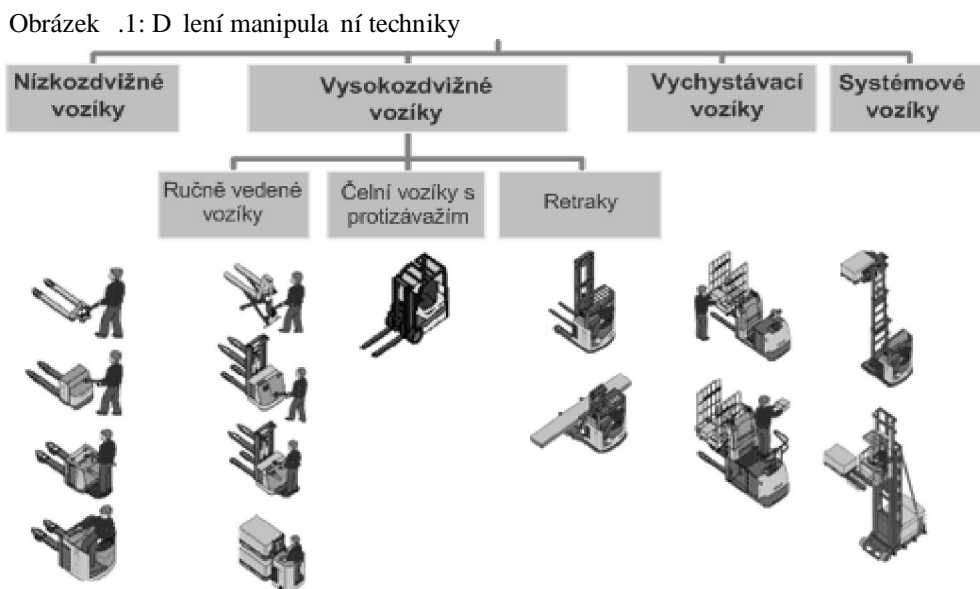 Obrázek .1: D lení manipula ní techniky
Nízkozdvižné
vozíky
Vysokozdvižné
vozíky
Vychystávací
vozíky
Systémové
vozíky
Ručně vedené
vozíky
Čelní vozíky s
protizávažím
Retraky